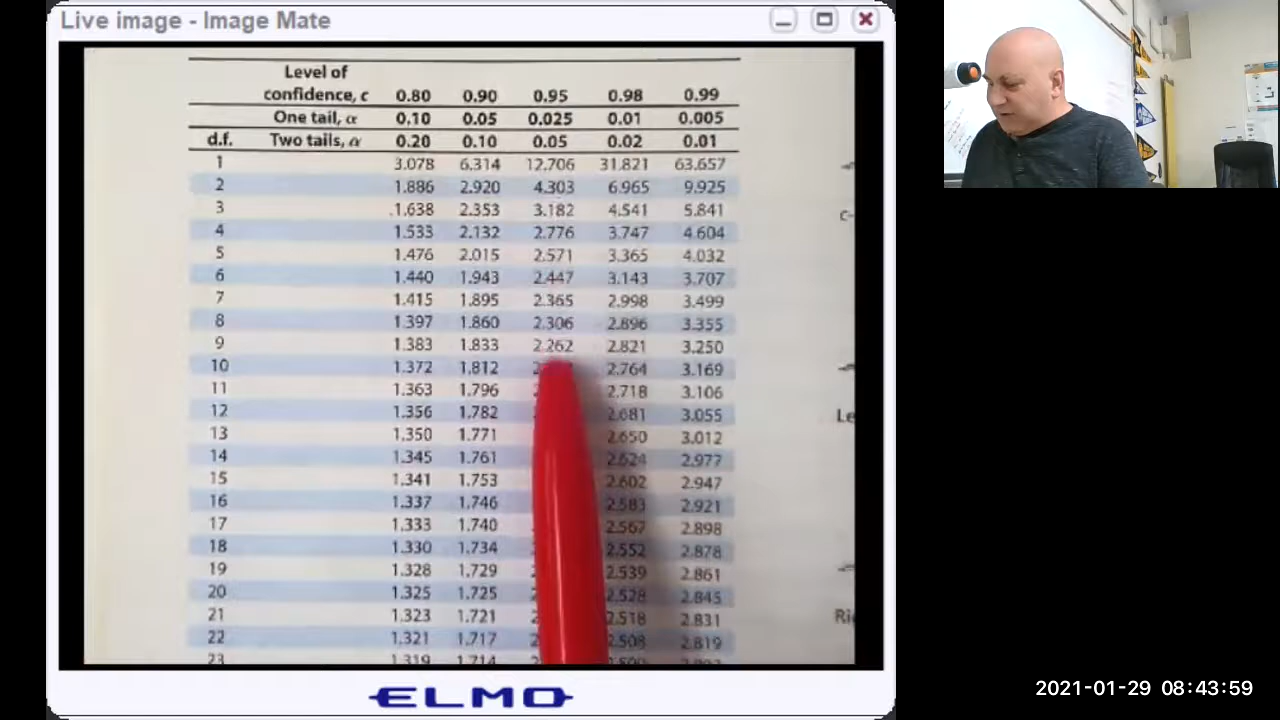 Live image - Image Mate
Level of
confidence, c 0.80 0.90 0.95 0.98 0.99
One tail, α 0.10 0.05 0.025 0.01 0.005
d.f. Two tails, α 0.20 0.10 0.05 0.02 0.01
1 3.078 6.314 12.706 31.821 63.657
2 1.886 2.920 4.303 6.965 9.925
3 1.638 2.353 3.182 4.541 5.841
4 1.533 2.132 2.776 3.747 4.604
5 1.476 2.015 2.571 3.365 4.032
6 1.440 1.943 2.447 3.143 3.707
7 1.415 1.895 2.365 2.998 3.499
8 1.397 1.860 2.306 2.896 3.355
9 1.383 1.833 2.262 2.821 3.250
10 1.372 1.812 2.764 3.169
11 1.363 1.796 2.718 3.106
12 1.356 1.782 2.681 3.055
13 1.350 1.771 2.650 3.012
14 1.345 1.761 2.624 2.977
15 1.341 1.753 2.602 2.947
16 1.337 1.746 2.583 2.921
17 1.333 1.740 2.567 2.898
18 1.330 1.734 2.552 2.878
19 1.328 1.729 2.539 2.861
20 1.325 1.725 2.528 2.845
21 1.323 1.721 2.518 2.831
22 1.321 1.717 2.508 2.819
23 1.319 1.714
c-
Le
Ri
ELMO
2021-01-29 08:43:59